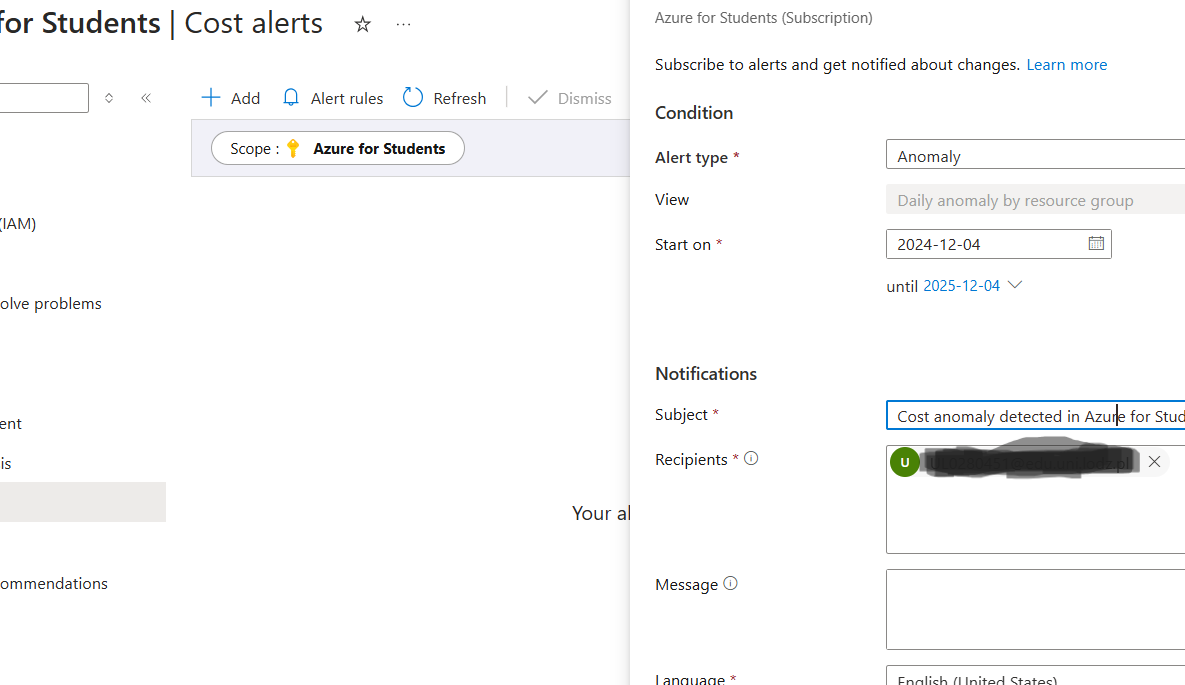 for Students | Cost alerts
Add Alert rules Refresh Dismiss
Scope : Azure for Students
(IAM)
olve problems
ent
is
ommendations
Your al
Azure for Students (Subscription)
Subscribe to alerts and get notified about changes. Learn more
Condition
Alert type * Anomaly
View Daily anomaly by resource group
Start on * 2024-12-04
until 2025-12-04
Notifications
Subject * Cost anomaly detected in Azure for Stud
Recipients * U
Message
Language * English (United States)